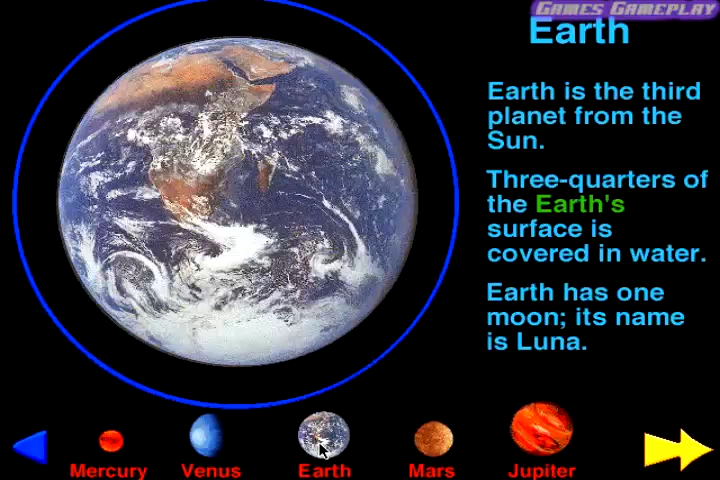 Games Gameplay
Earth
Earth is the third
planet from the
Sun.
Three-quarters of
the Earth's
surface is
covered in water.
Earth has one
moon; its name
is Luna.
Mercury Venus Earth Mars Jupiter